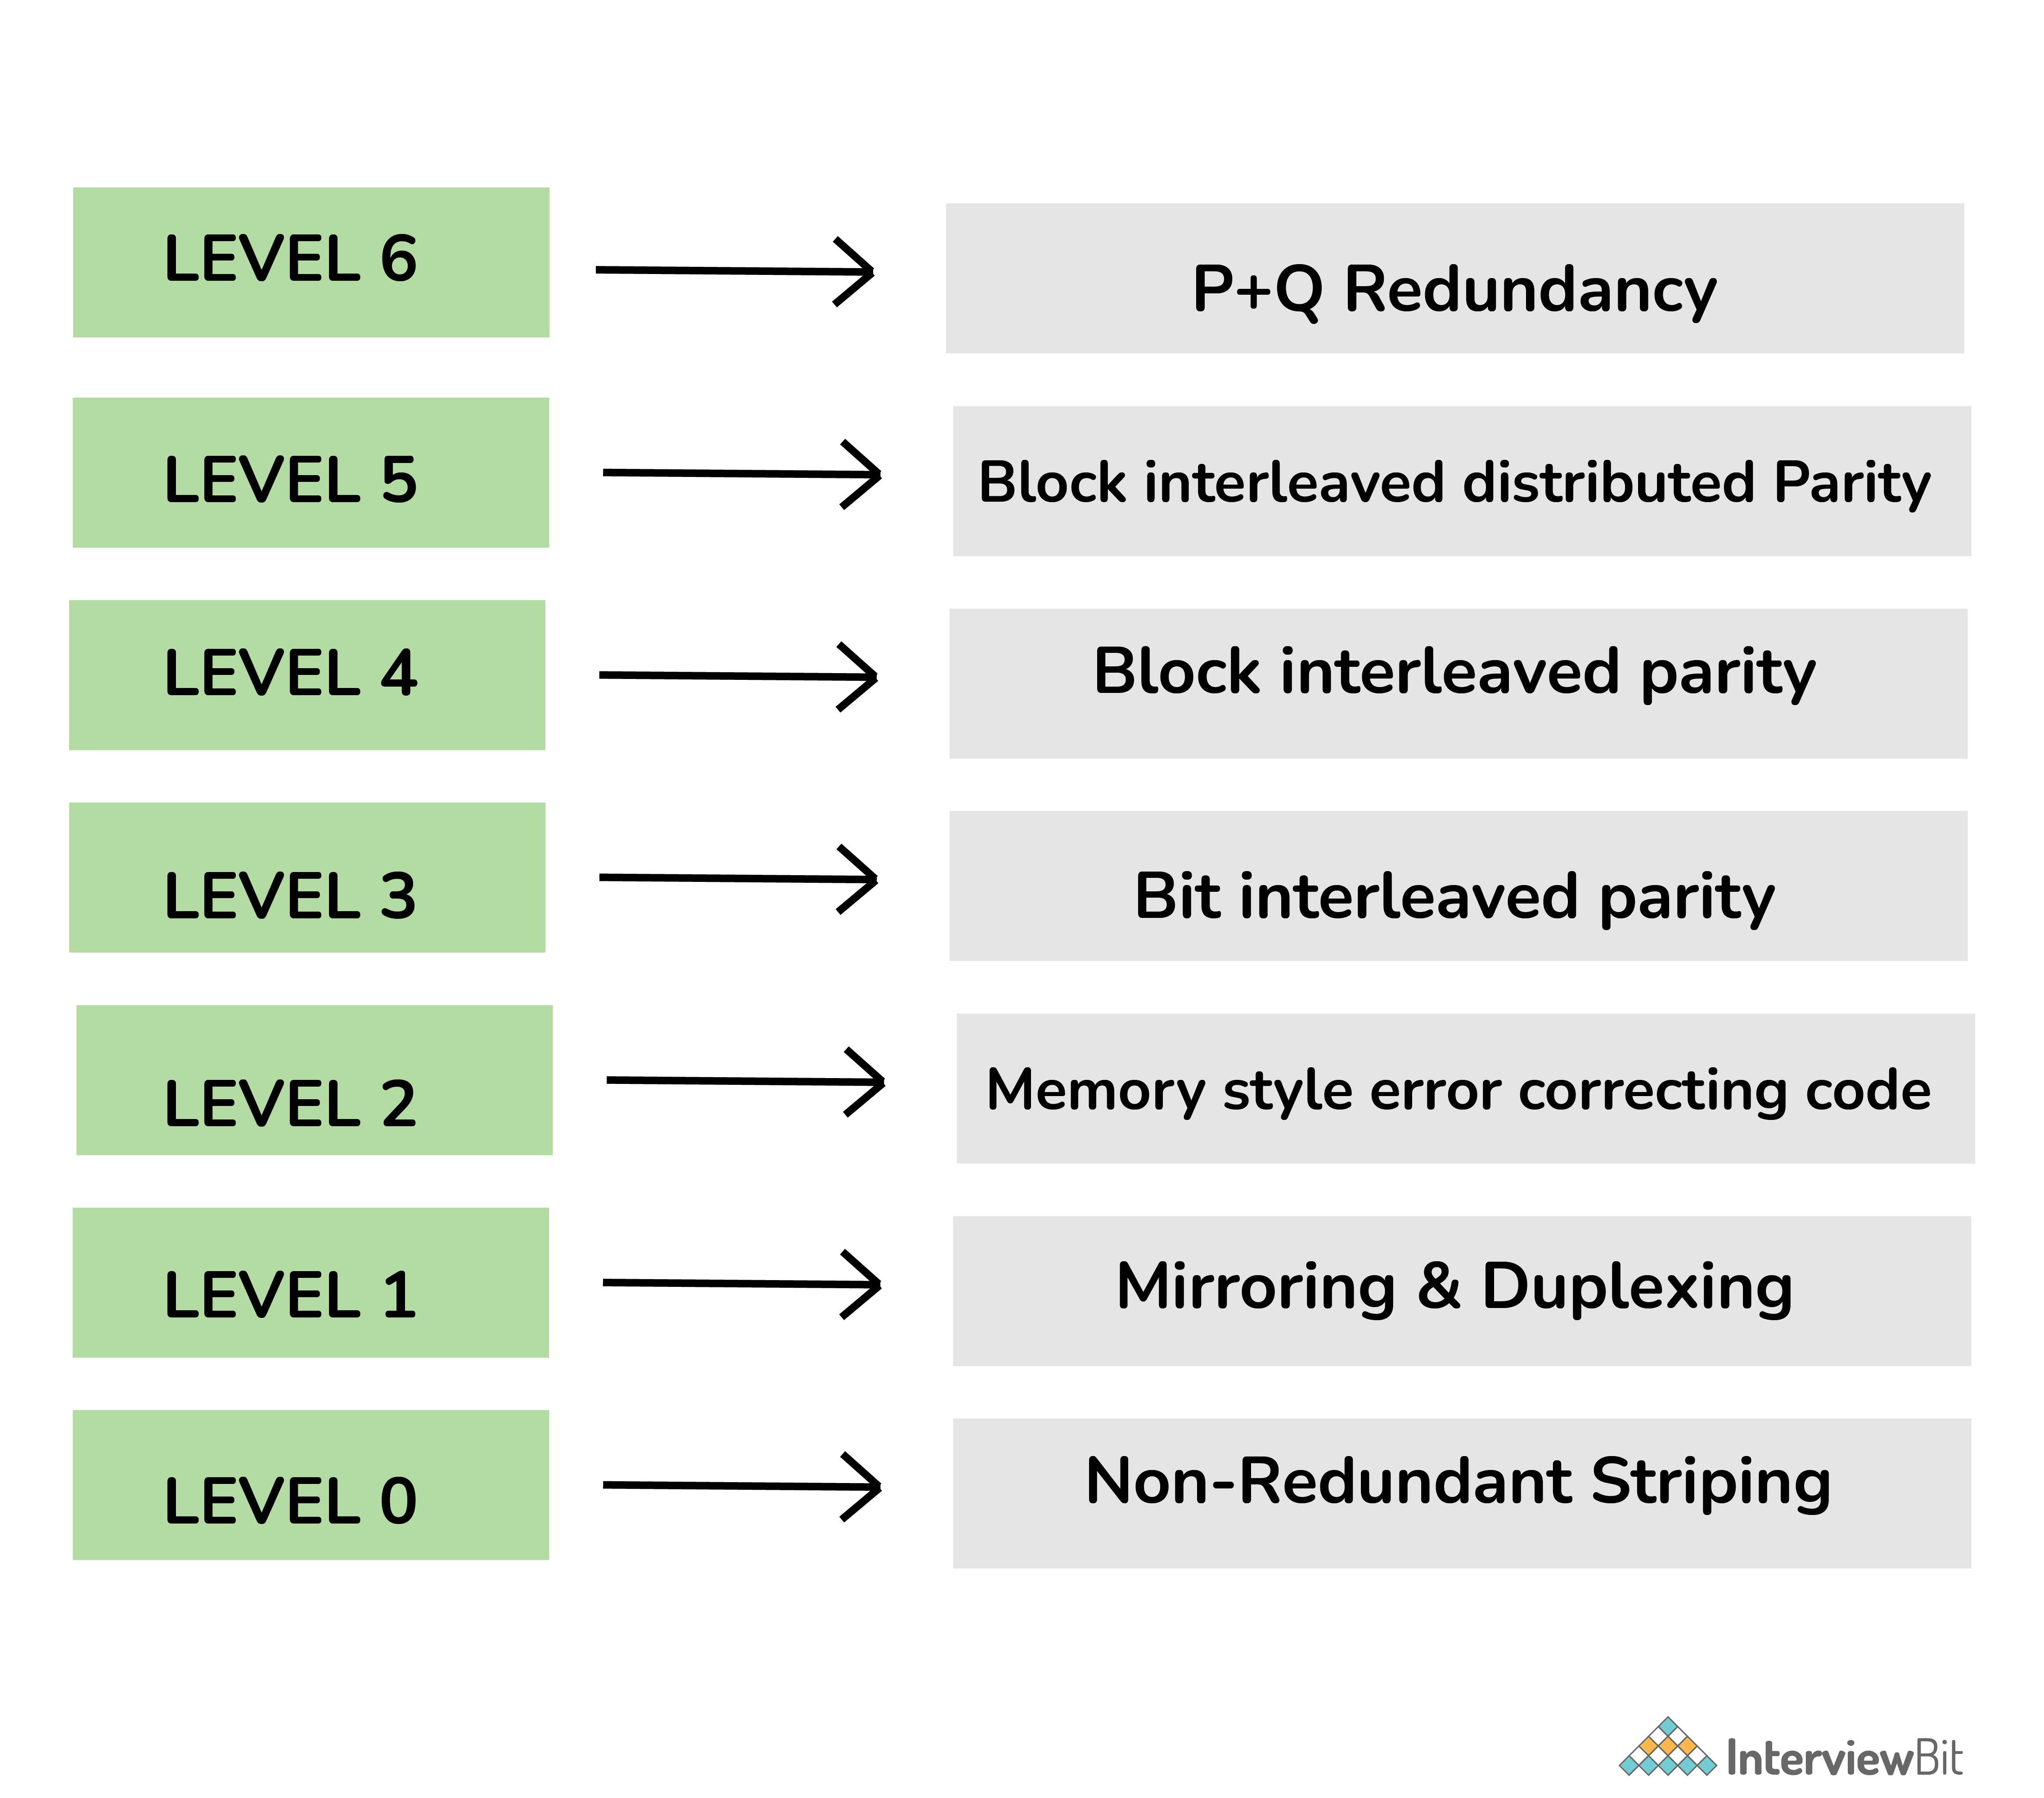 LEVEL 6
P+Q Redundancy
LEVEL 5
Block interleaved distributed Parity
LEVEL 4
Block interleaved parity
LEVEL 3
Bit interleaved parity
LEVEL 2
Memory style error correcting code
LEVEL 1
Mirroring & Duplexing
LEVEL 0
Non-Redundant Striping
InterviewBit